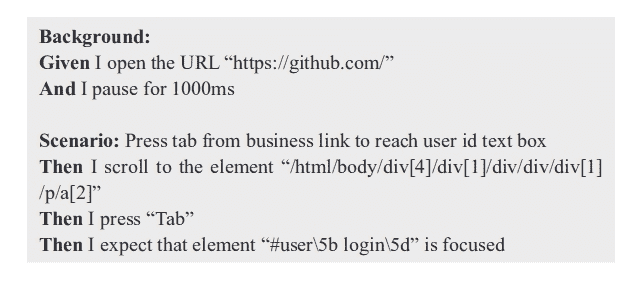 Background:
Given I open the URL “https://github.com/”
And I pause for 1000ms
Scenario: Press tab from business link to reach user id text box
Then I scroll to the element “/html/body/div[4]/div[1]/div/div/div[1]
/p/a[2]”
Then I press “Tab”
Then I expect that element “#user\5b login\5d” is focused